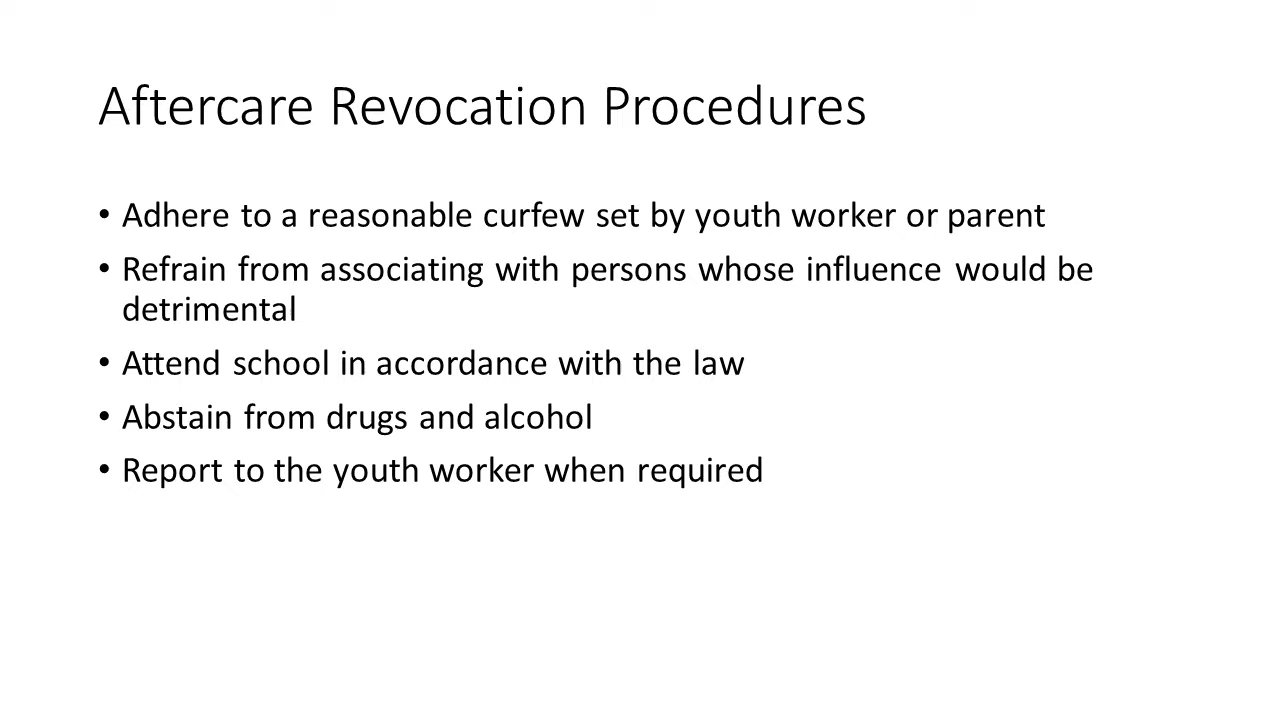 Aftercare Revocation Procedures
• Adhere to a reasonable curfew set by youth worker or parent
• Refrain from associating with persons whose influence would be
detrimental
• Attend school in accordance with the law
• Abstain from drugs and alcohol
• Report to the youth worker when required